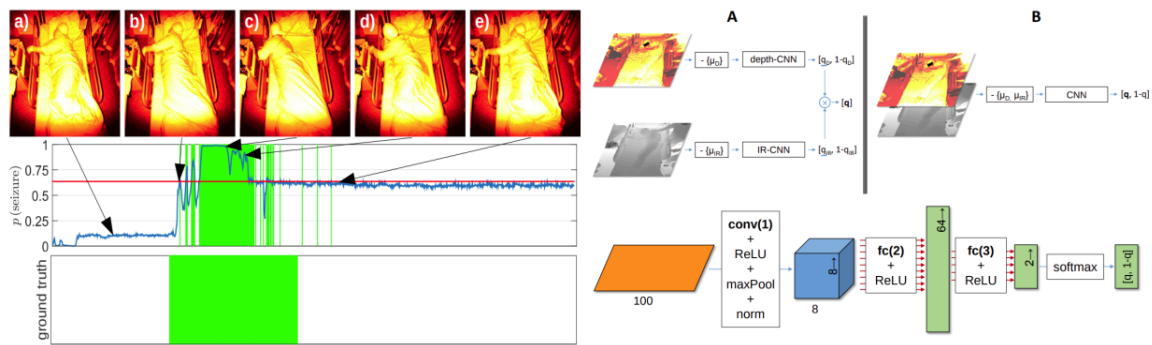 a)
b)
c)
d)
e)
p (seizure)
1
0.75
0.50
0.25
0
ground truth
A
B
- {μD}
depth-CNN
[qD, 1-qD]
[q]
- {μIR}
IR-CNN
[qIR, 1-qIR]
- {μD, μIR}
CNN
[q, 1-q]
100
conv(1)
+
ReLU
+
maxPool
+
norm
8
8
fc(2)
+
ReLU
64
fc(3)
+
ReLU
2
softmax
[q, 1-q]